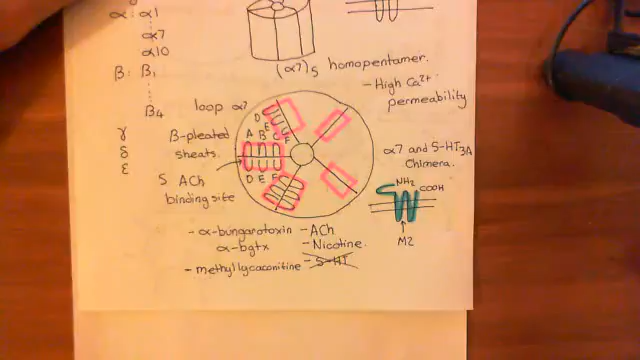 α: α1
α7
α10
β: β1
β4
γ
δ
ε
(α7)5 homopentamer.
- High Ca2+
permeability
loop α7
β-pleated
sheats.
5 ACh
binding site
D
E
F
A B C
C
F
D E F
α7 and 5-HT3A
Chimera.
NH2
COOH
M2
- α-bungarotoxin
α-bgtx
- methyllycaconitine
- ACh
- Nicotine.
- 5-HT